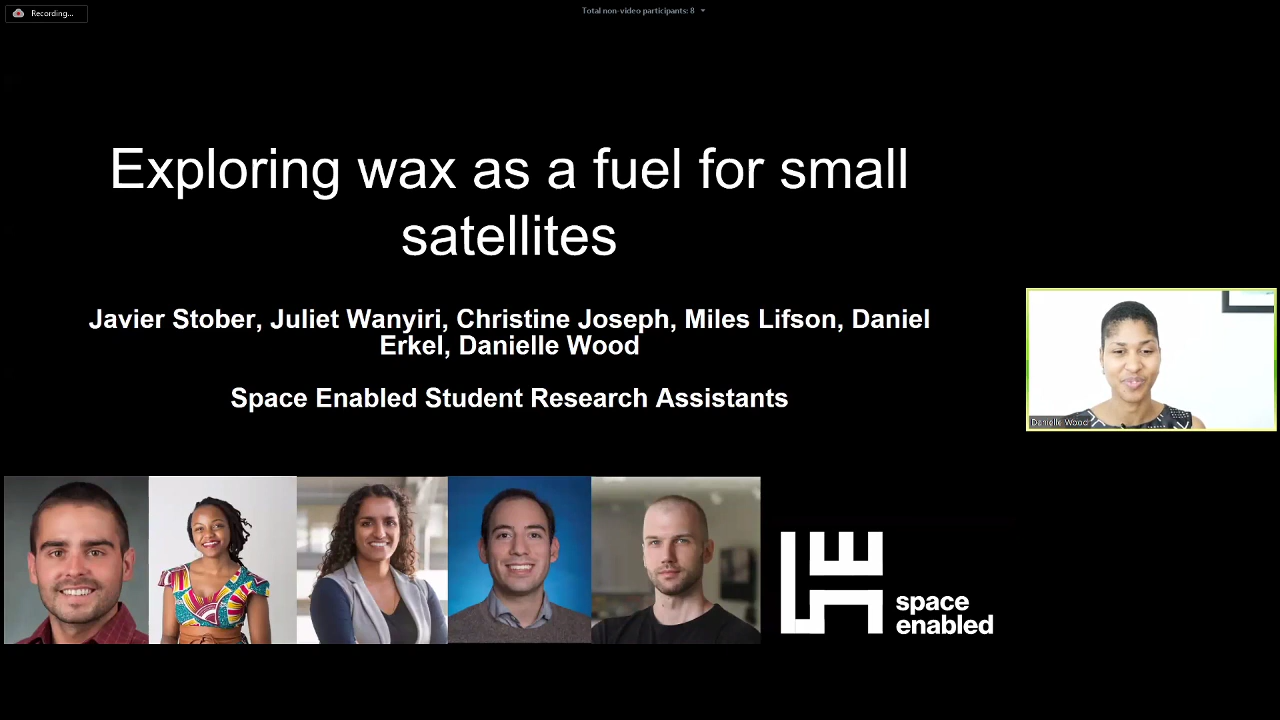 Recording...
Total non-video participants: 8
Exploring wax as a fuel for small
satellites
Javier Stober, Juliet Wanyiri, Christine Joseph, Miles Lifson, Daniel
Erkel, Danielle Wood
Space Enabled Student Research Assistants
Danielle Wood
space
enabled